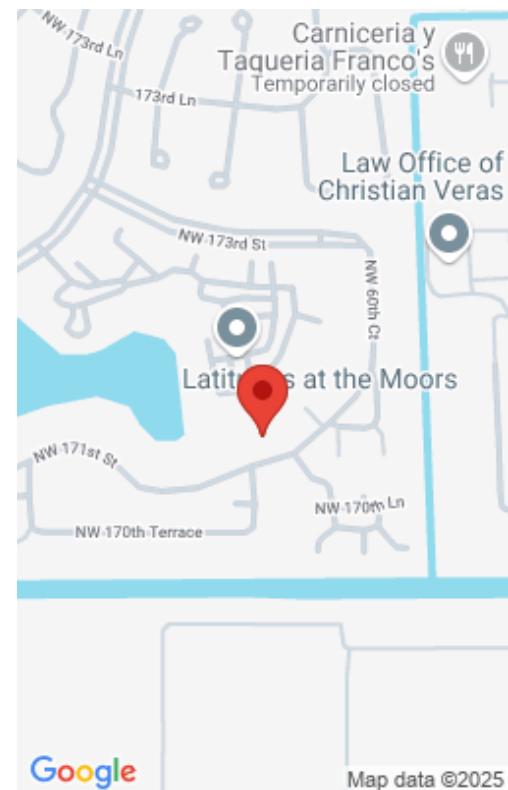 NW 173rd Ln
Carniceria y
Taqueria Franco's
Temporarily closed
173rd Ln
Law Office of
Christian Veras
NW 173rd St
NW 60th Ct
at the Moors
NW 171st St
NW 170th Ln
NW 170th Terrace
Google
Map data ©2025